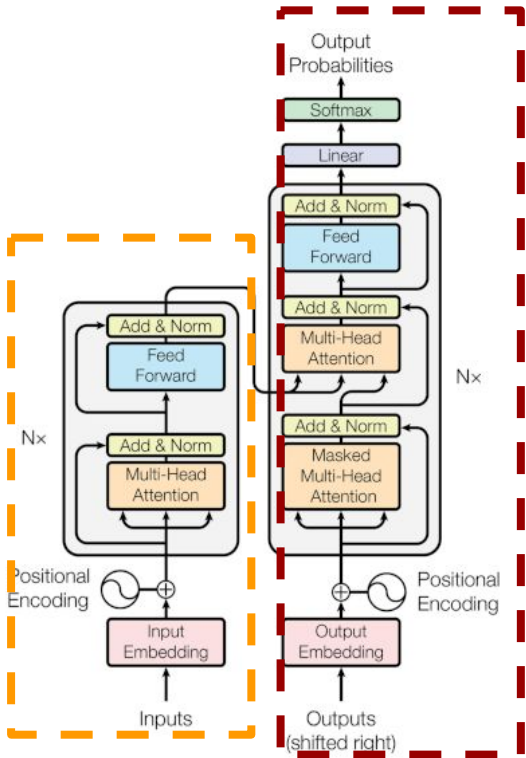 Output
Probabilities
Softmax
Linear
Add & Norm
Feed
Forward
Add & Norm
Multi-Head
Attention
Add & Norm
Masked
Multi-Head
Attention
Nx
Positional
Encoding
Output
Embedding
Outputs
(shifted right)
Add & Norm
Feed
Forward
Add & Norm
Multi-Head
Attention
Nx
Positional
Encoding
Input
Embedding
Inputs